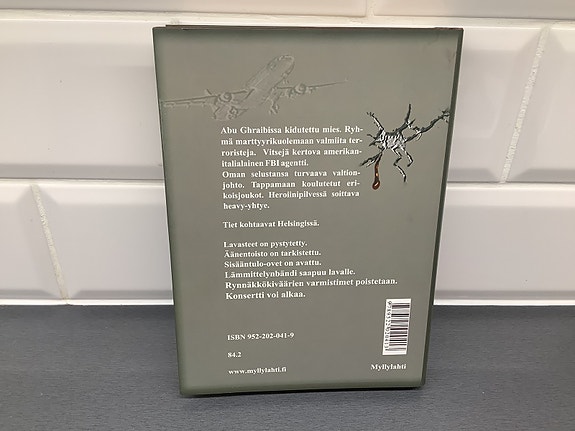 Abu Ghraibissa kidutettu mies. Ryh-
mä marttyyrikuolemaan valmiita ter-
roristeja. Vitsejä kertova amerikan-
italialainen FBI agentti.
Oman selustansa turvaava valtion-
johto. Tappamaan koulutetut eri-
koisjoukot. Heroiinipilvessä soittava
heavy-yhtye.
Tiet kohtaavat Helsingissä.
Lavasteet on pystytetty.
Äänentoisto on tarkistettu.
Sisääntulo-ovet on avattu.
Lämmittelynbändi saapuu lavalle.
Rynnäkkökiväärien varmistimet poistetaan.
Konsertti voi alkaa.
ISBN 952-202-041-9
84.2
www.myllylahti.fi
Myllylahti